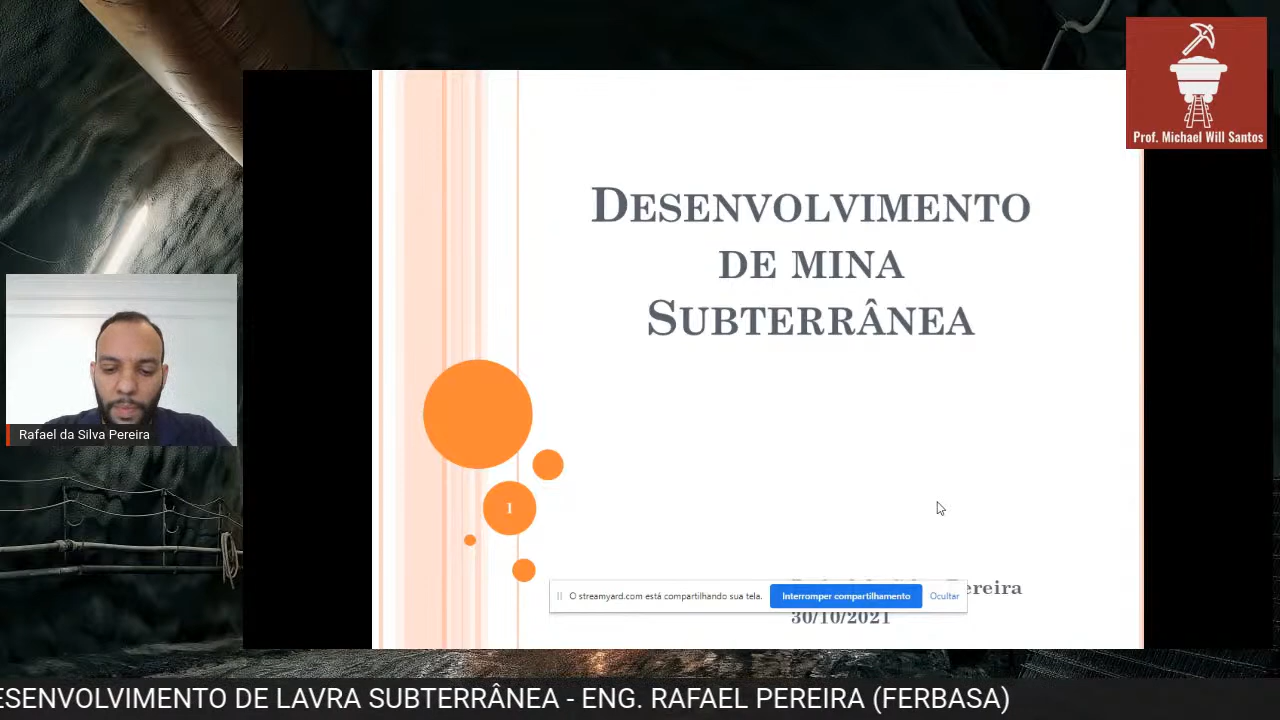 Prof. Michael Will Santos
DESENVOLVIMENTO
DE MINA
SUBTERRÂNEA
Rafael da Silva Pereira
1
O streamyard.com está compartilhando sua tela.
Interromper compartilhamento
Ocultar
ereira
30/10/2021
ESENVOLVIMENTO DE LAVRA SUBTERRÂNEA - ENG. RAFAEL PEREIRA (FERBASA)